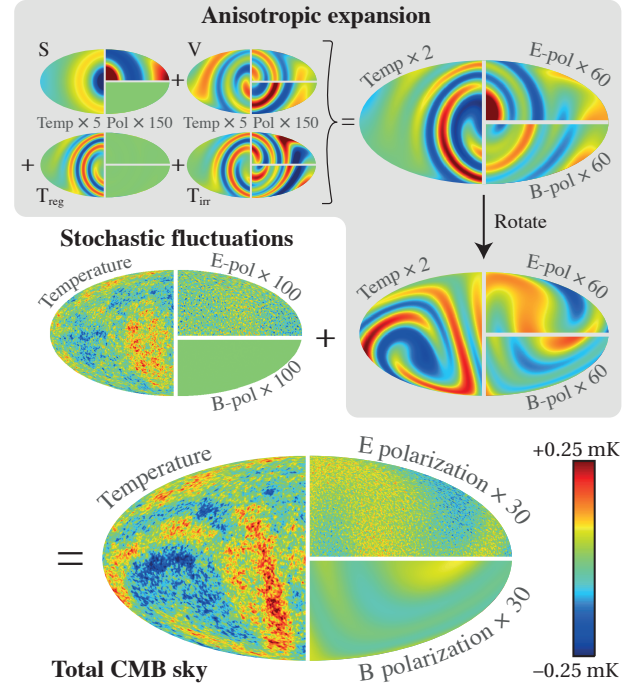 Anisotropic expansion
S
V
+
Temp × 5 Pol × 150
Temp × 5 Pol × 150
+
T_reg
+
T_irr
=
Temp × 2
E-pol × 60
B-pol × 60
Rotate
Stochastic fluctuations
Temperature
E-pol × 100
B-pol × 100
+
Temp × 2
E-pol × 60
B-pol × 60
=
Temperature
E polarization × 30
B polarization × 30
Total CMB sky
+0.25 mK
−0.25 mK